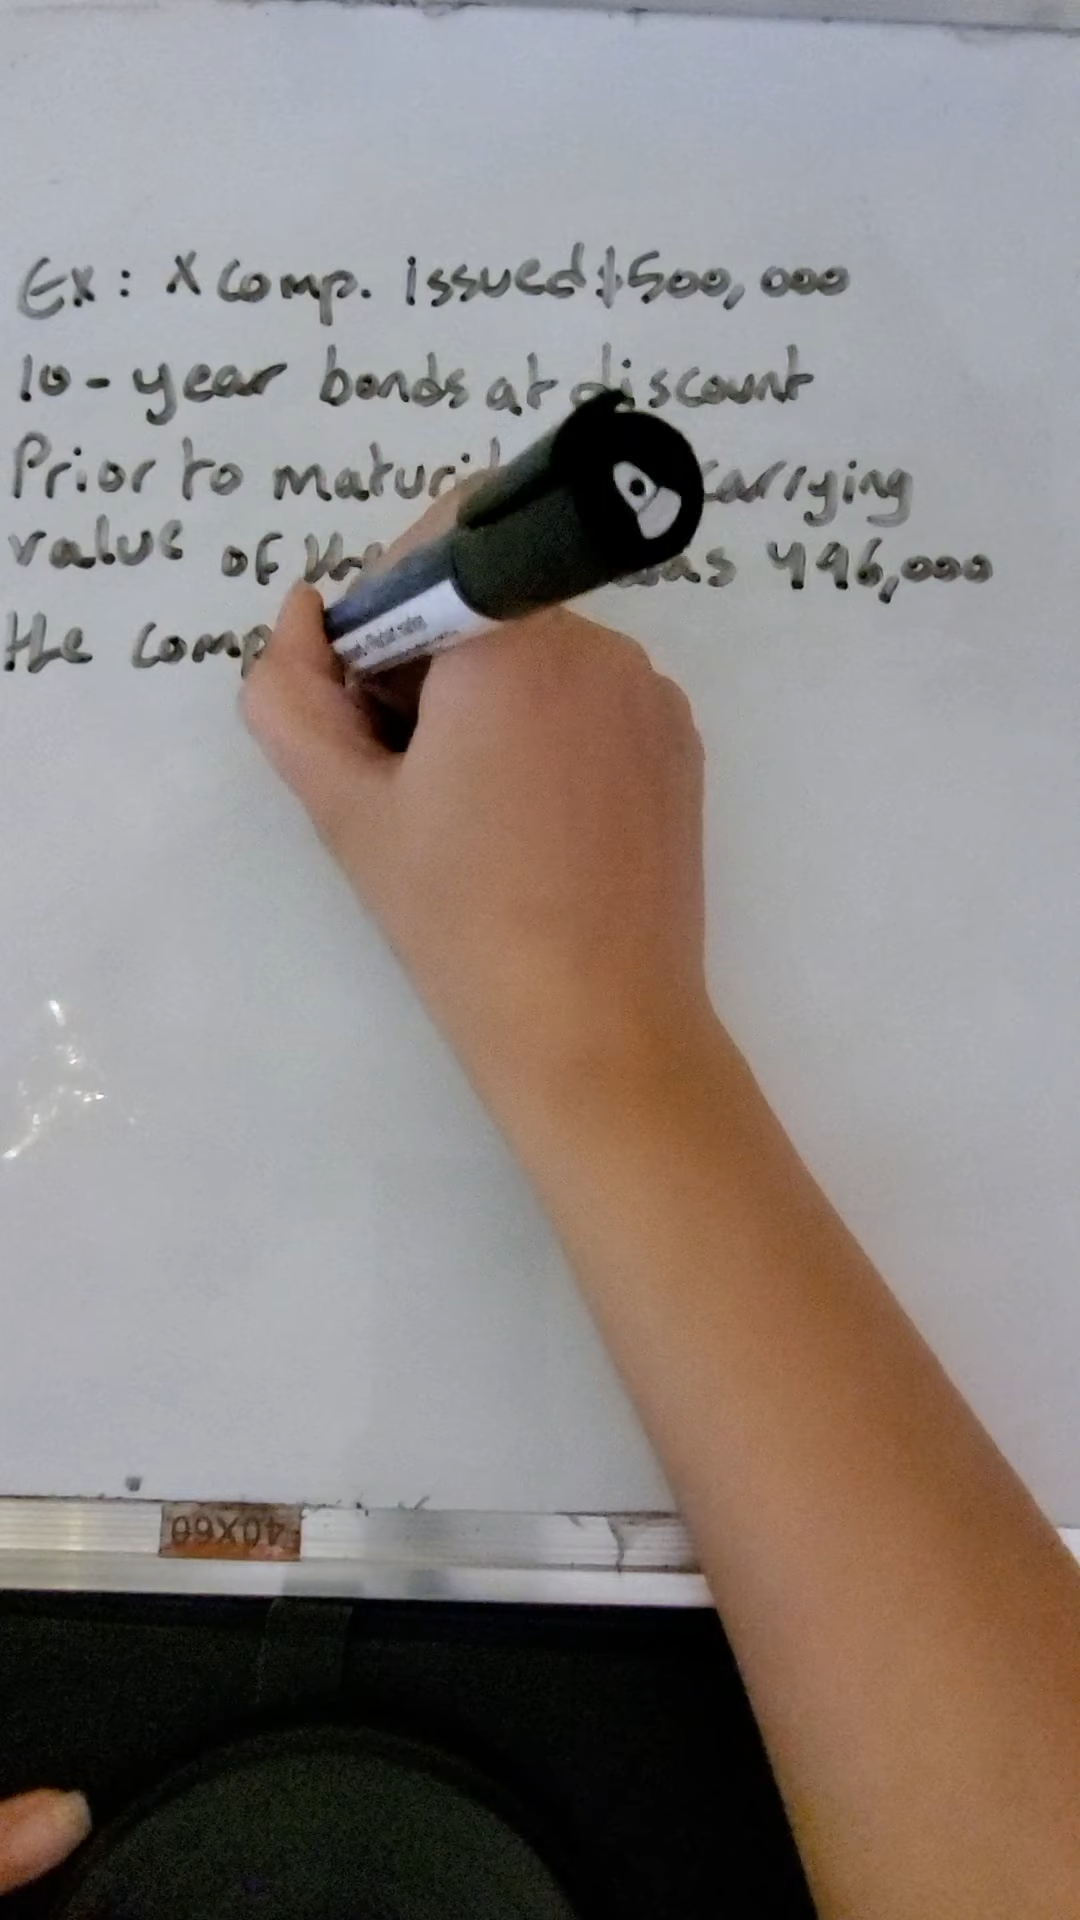 Ex: X comp. issued $500,000
10-year bonds at discount
Prior to carrying
value of was 496,000
the comp
40X60